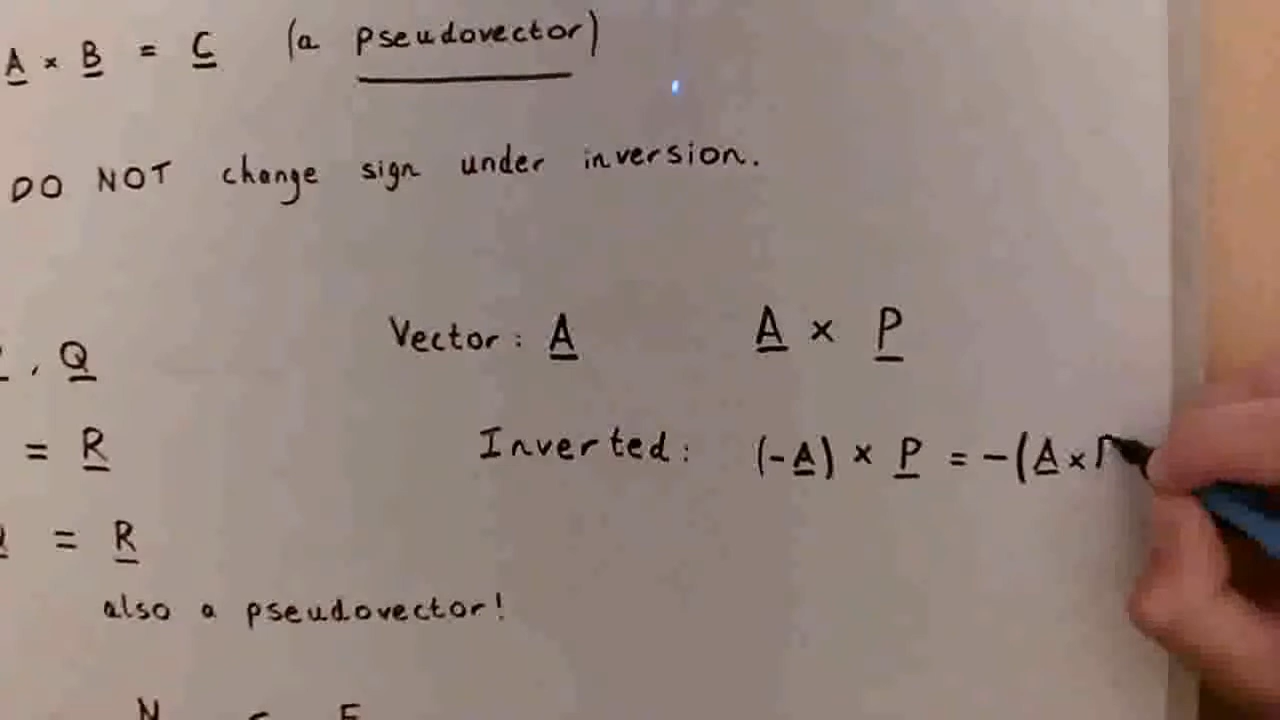 A × B = C (a pseudovector)
DO NOT change sign under inversion.
, Q
= R
= R
also a pseudovector!
Vector: A A × P
Inverted: (-A) × P = -(A ×
N